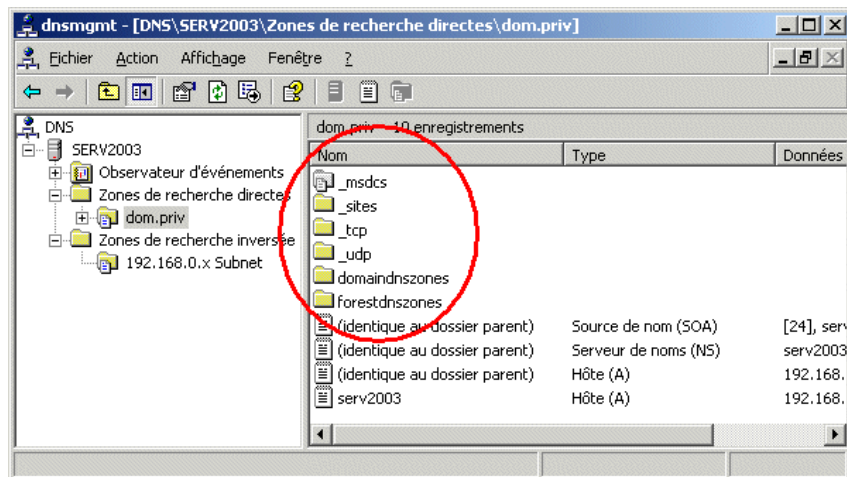 dnsmgmt - [DNS\SERV2003\Zones de recherche directes\dom.priv]
Fichier Action Affichage Fenêtre ?
DNS
SERV2003
Observateur d'événements
Zones de recherche directes
dom.priv
Zones de recherche inversée
192.168.0.x Subnet
dom.priv 10 enregistrements
Nom Type Données
_msdcs
_sites
_tcp
_udp
domaindnszones
forestdnszones
(identique au dossier parent) Source de nom (SOA) [24], serv
(identique au dossier parent) Serveur de noms (NS) serv2003
(identique au dossier parent) Hôte (A) 192.168.
serv2003 Hôte (A) 192.168.